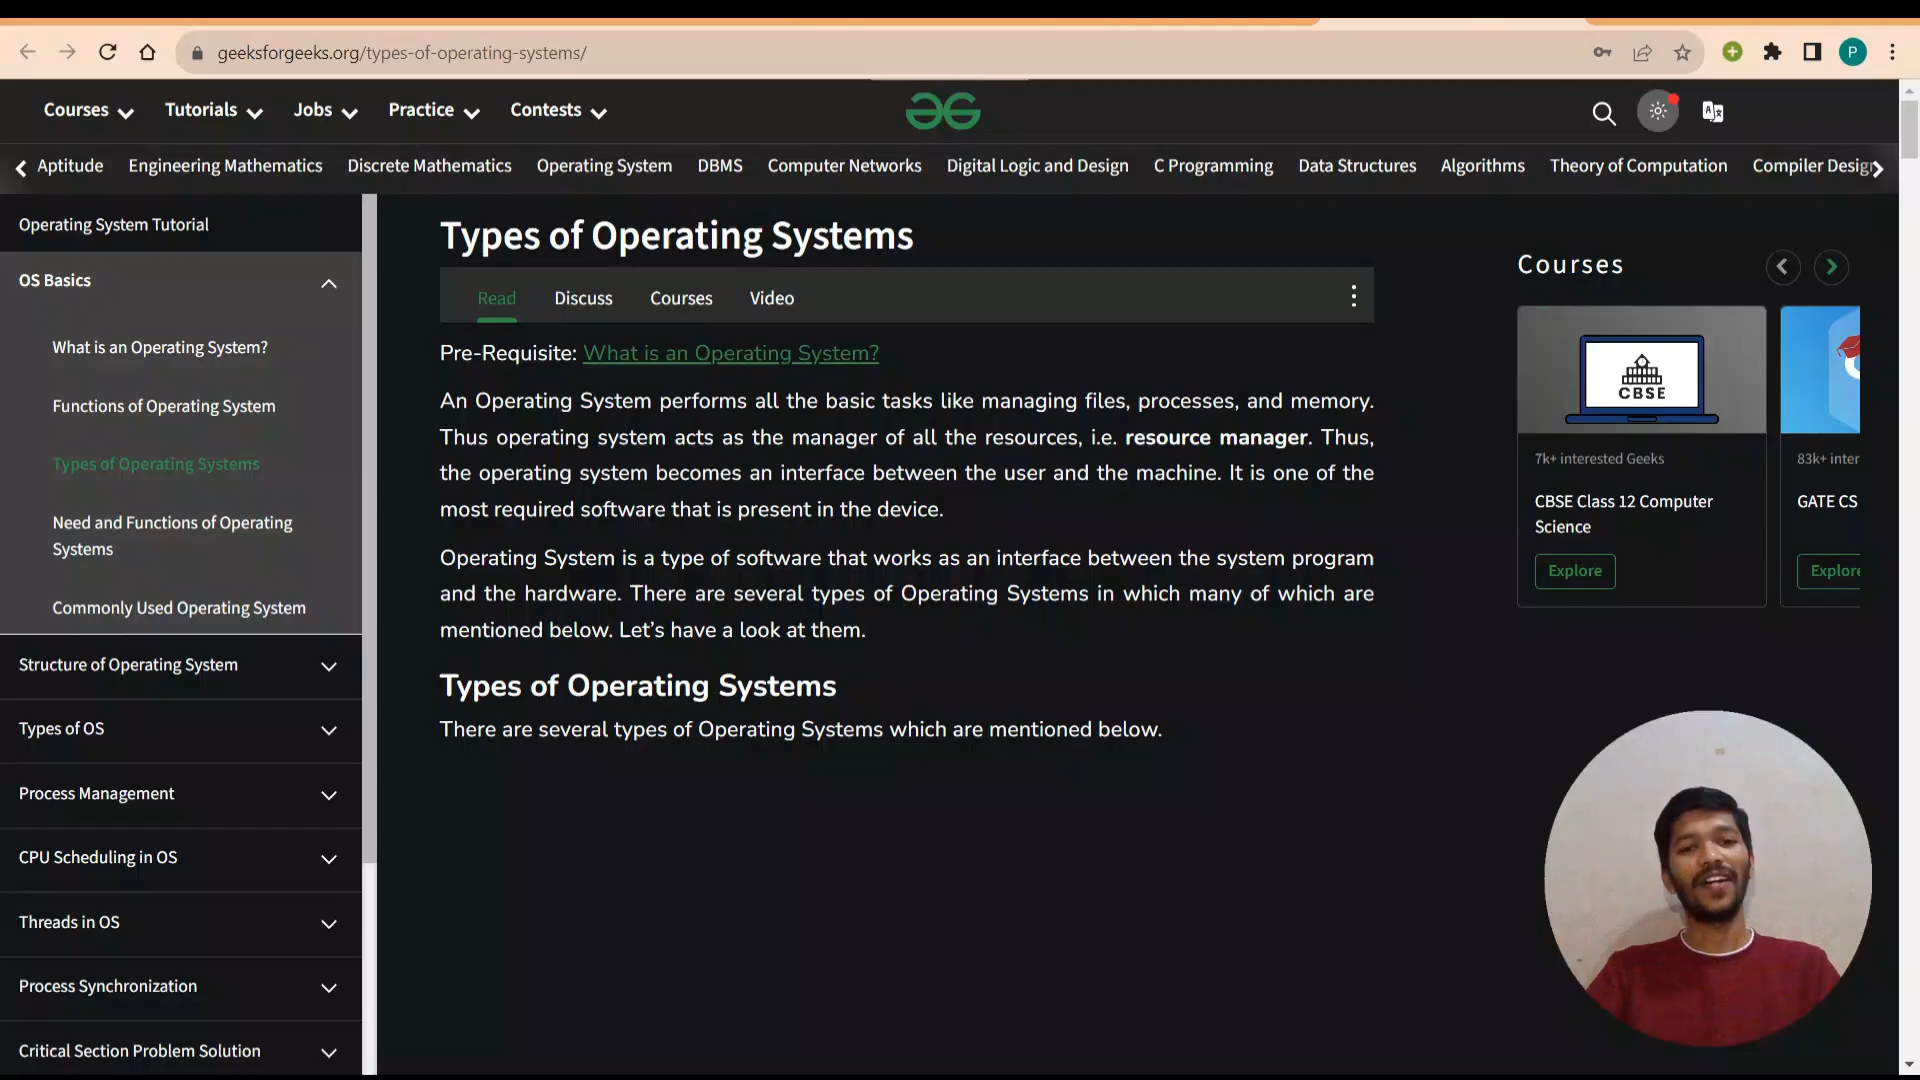 geeksforgeeks.org/types-of-operating-systems/
P
Courses
Tutorials
Jobs
Practice
Contests
Aptitude
Engineering Mathematics
Discrete Mathematics
Operating System
DBMS
Computer Networks
Digital Logic and Design
C Programming
Data Structures
Algorithms
Theory of Computation
Compiler Design
Operating System Tutorial
OS Basics
What is an Operating System?
Functions of Operating System
Types of Operating Systems
Need and Functions of Operating
Systems
Commonly Used Operating System
Structure of Operating System
Types of OS
Process Management
CPU Scheduling in OS
Threads in OS
Process Synchronization
Critical Section Problem Solution
Types of Operating Systems
Read
Discuss
Courses
Video
Pre-Requisite: What is an Operating System?
An Operating System performs all the basic tasks like managing files, processes, and memory.
Thus operating system acts as the manager of all the resources, i.e. resource manager. Thus,
the operating system becomes an interface between the user and the machine. It is one of the
most required software that is present in the device.
Operating System is a type of software that works as an interface between the system program
and the hardware. There are several types of Operating Systems in which many of which are
mentioned below. Let’s have a look at them.
Types of Operating Systems
There are several types of Operating Systems which are mentioned below.
Courses
CBSE
7k+ interested Geeks
CBSE Class 12 Computer
Science
Explore
83k+ inter
GATE CS
Explore